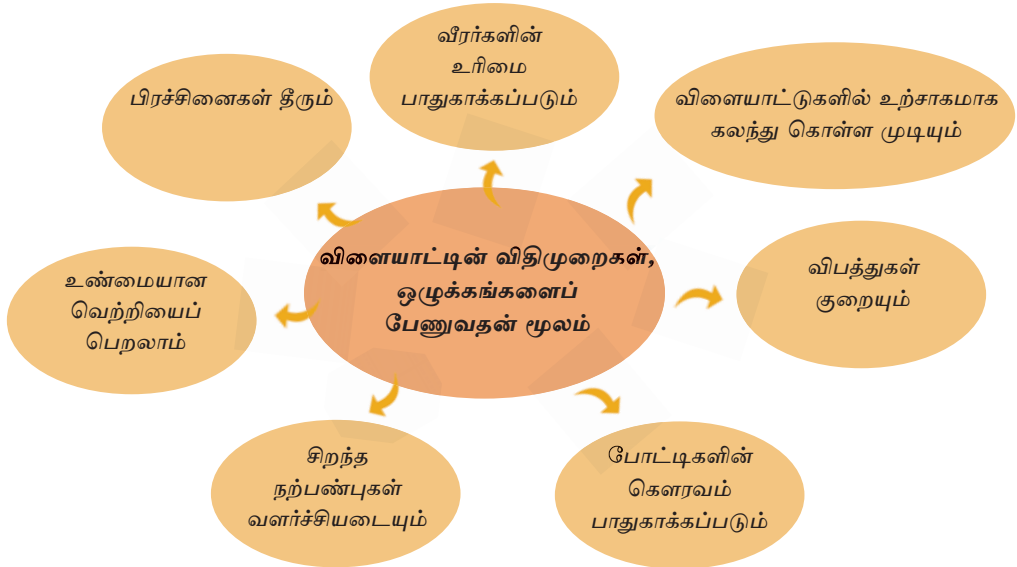 வீரர்களின்
உரிமை
பாதுகாக்கப்படும்
பிரச்சினைகள் தீரும்
விளையாட்டுகளில் உற்சாகமாக
கலந்து கொள்ள முடியும்
விளையாட்டின் விதிமுறைகள்,
ஒழுக்கங்களைப்
பேணுவதன் மூலம்
விபத்துகள்
குறையும்
உண்மையான
வெற்றியைப்
பெறலாம்
சிறந்த
நற்பண்புகள்
வளர்ச்சியடையும்
போட்டிகளின்
கௌரவம்
பாதுகாக்கப்படும்